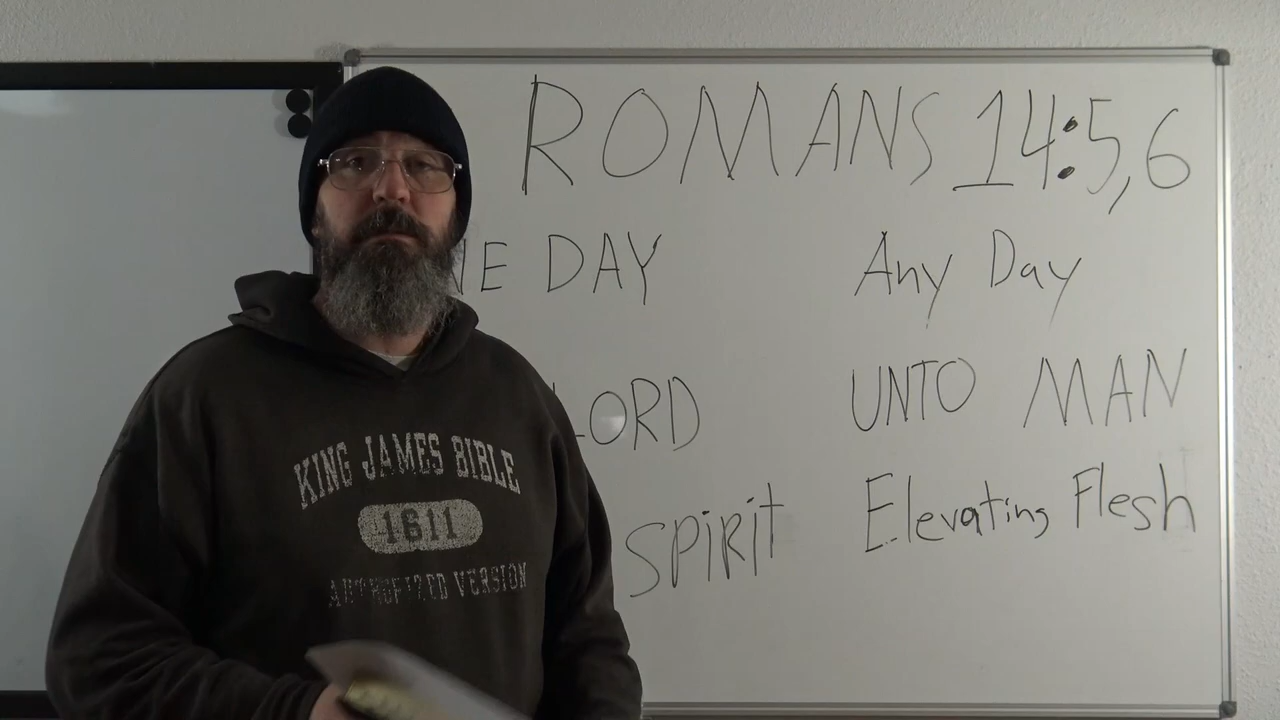 ROMANS 14:5,6
NE DAY Any Day
LORD UNTO MAN
SPiRit Elevating Flesh
KING JAMES BIBLE
1611
AUTHORIZED VERSION